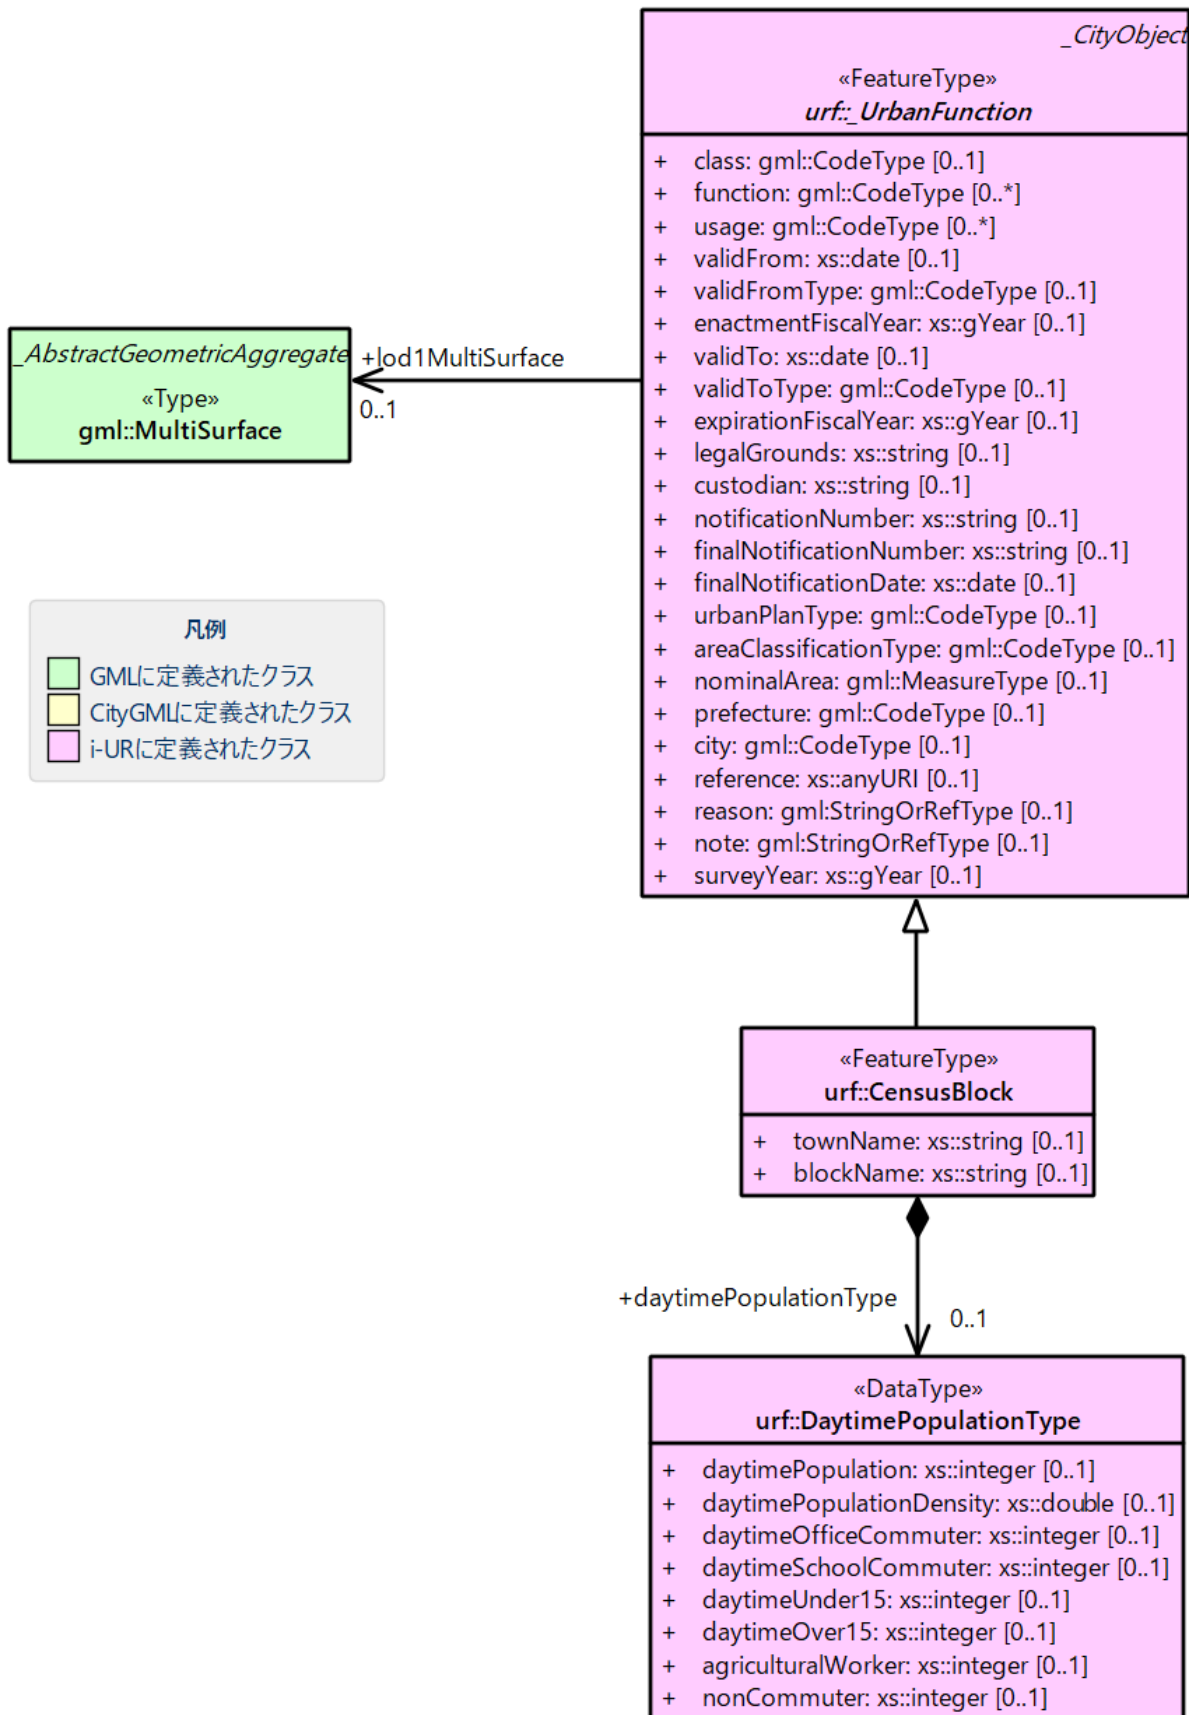 _CityObject
«FeatureType»
urf::_UrbanFunction
+ class: gml::CodeType [0..1]
+ function: gml::CodeType [0..*]
+ usage: gml::CodeType [0..*]
+ validFrom: xs::date [0..1]
+ validFromType: gml::CodeType [0..1]
+ enactmentFiscalYear: xs::gYear [0..1]
+ validTo: xs::date [0..1]
+ validToType: gml::CodeType [0..1]
+ expirationFiscalYear: xs::gYear [0..1]
+ legalGrounds: xs::string [0..1]
+ custodian: xs::string [0..1]
+ notificationNumber: xs::string [0..1]
+ finalNotificationNumber: xs::string [0..1]
+ finalNotificationDate: xs::date [0..1]
+ urbanPlanType: gml::CodeType [0..1]
+ areaClassificationType: gml::CodeType [0..1]
+ nominalArea: gml::MeasureType [0..1]
+ prefecture: gml::CodeType [0..1]
+ city: gml::CodeType [0..1]
+ reference: xs::anyURI [0..1]
+ reason: gml:StringOrRefType [0..1]
+ note: gml:StringOrRefType [0..1]
+ surveyYear: xs::gYear [0..1]
_AbstractGeometricAggregate
«Type»
gml::MultiSurface
+lod1MultiSurface
0..1
凡例
GMLに定義されたクラス
CityGMLに定義されたクラス
i-URに定義されたクラス
«FeatureType»
urf::CensusBlock
+ townName: xs::string [0..1]
+ blockName: xs::string [0..1]
+daytimePopulationType
0..1
«DataType»
urf::DaytimePopulationType
+ daytimePopulation: xs::integer [0..1]
+ daytimePopulationDensity: xs::double [0..1]
+ daytimeOfficeCommuter: xs::integer [0..1]
+ daytimeSchoolCommuter: xs::integer [0..1]
+ daytimeUnder15: xs::integer [0..1]
+ daytimeOver15: xs::integer [0..1]
+ agriculturalWorker: xs::integer [0..1]
+ nonCommuter: xs::integer [0..1]